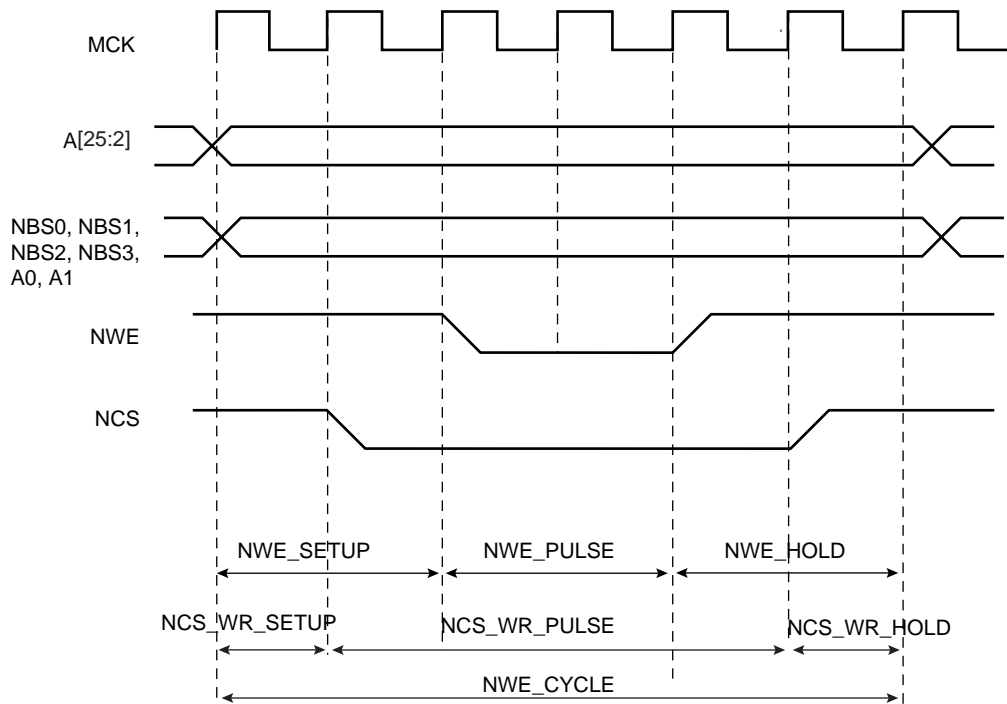 MCK
A[25:2]
NBS0, NBS1,
NBS2, NBS3,
A0, A1
NWE
NCS
NWE_SETUP
NWE_PULSE
NWE_HOLD
NCS_WR_SETUP
NCS_WR_PULSE
NCS_WR_HOLD
NWE_CYCLE